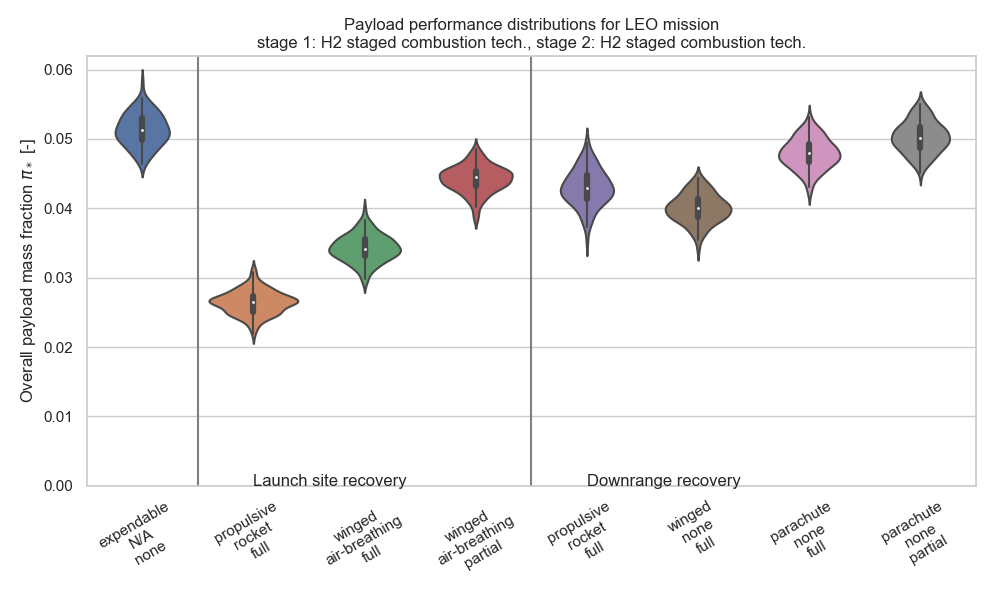 Payload performance distributions for LEO mission
stage 1: H2 staged combustion tech., stage 2: H2 staged combustion tech.
Overall payload mass fraction π* [-]
0.06
0.05
0.04
0.03
0.02
0.01
0.00
Launch site recovery
Downrange recovery
expendable
N/A
none
propulsive
rocket
full
winged
air-breathing
full
winged
air-breathing
partial
propulsive
rocket
full
winged
none
full
parachute
none
full
parachute
none
partial